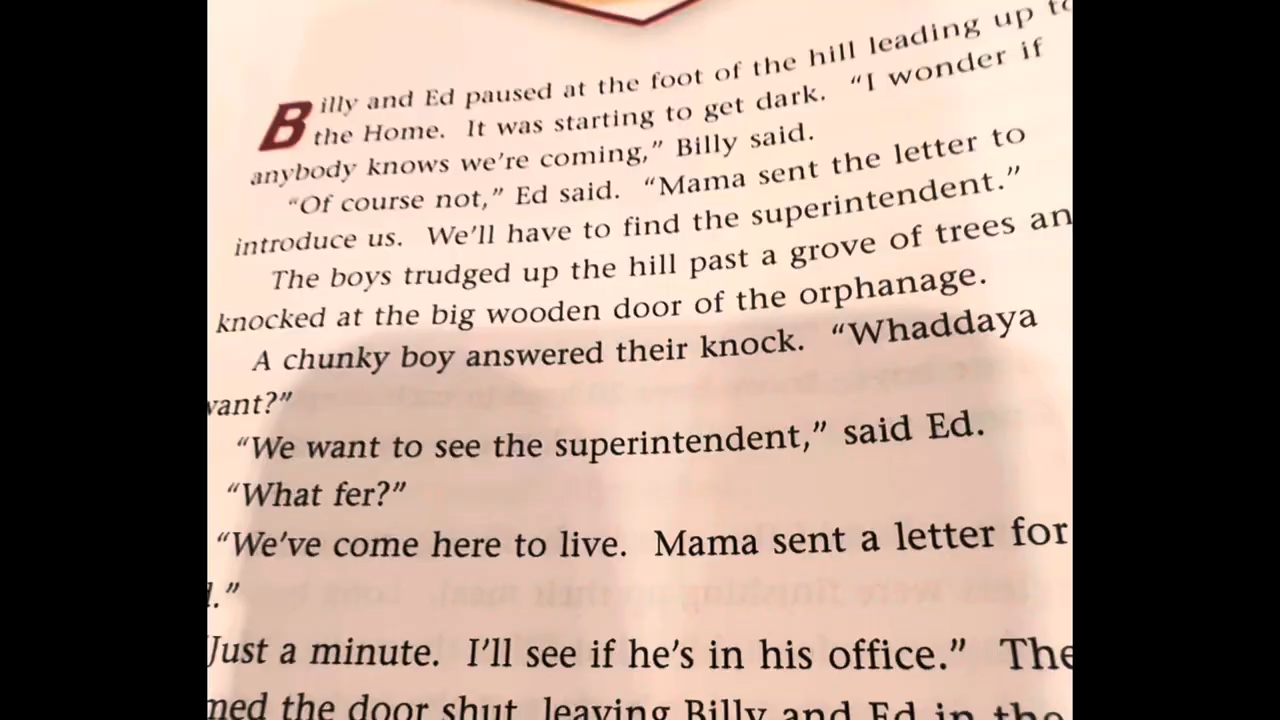 Billy and Ed paused at the foot of the hill leading up to
the Home. It was starting to get dark. “I wonder if
anybody knows we’re coming,” Billy said.
“Of course not,” Ed said. “Mama sent the letter to
introduce us. We’ll have to find the superintendent.”
The boys trudged up the hill past a grove of trees an
knocked at the big wooden door of the orphanage.
A chunky boy answered their knock. “Whaddaya
want?”
“We want to see the superintendent,” said Ed.
“What fer?”
“We’ve come here to live. Mama sent a letter for
.”
Just a minute. I’ll see if he’s in his office.” The
med the door shut, leaving Billy and Ed in the